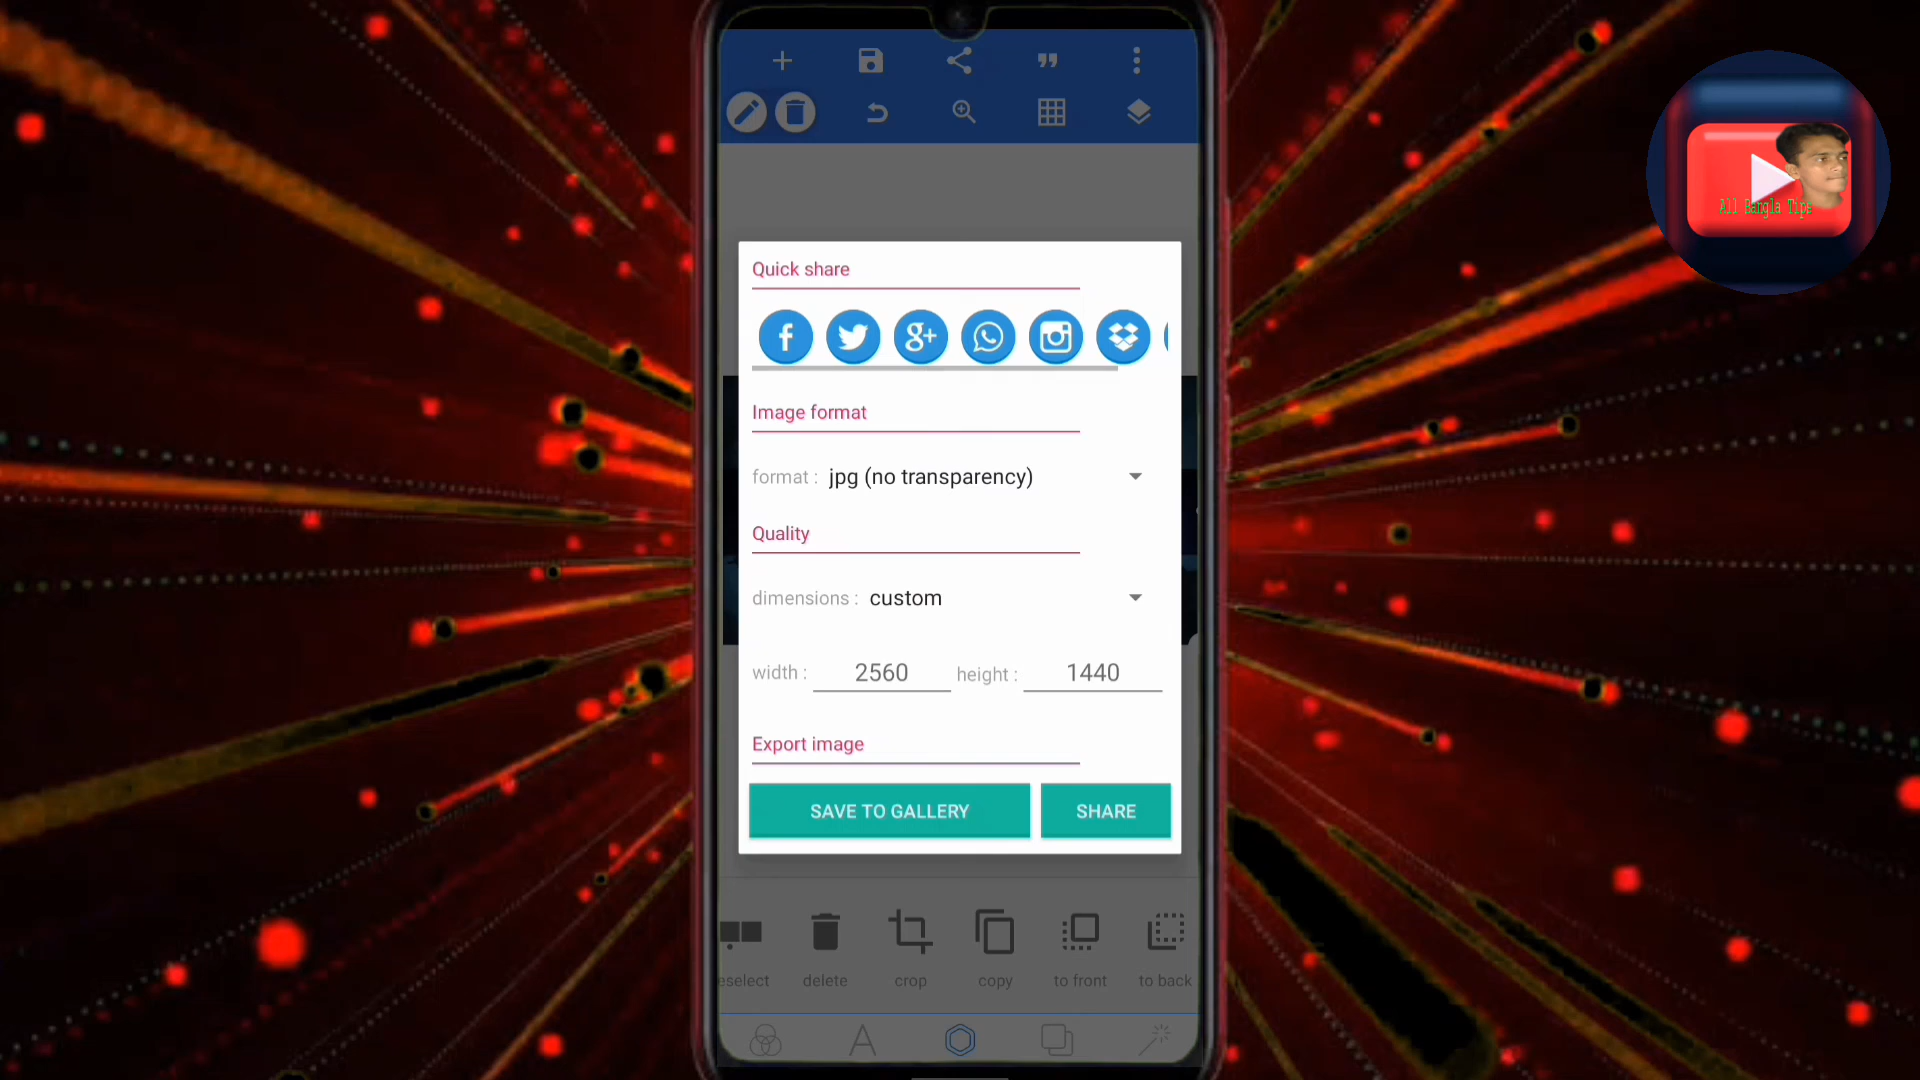 All Bangla Tips
Quick share
Image format
format : jpg (no transparency)
Quality
dimensions : custom
width : 2560 height : 1440
Export image
SAVE TO GALLERY SHARE
eselect delete crop copy to front to back